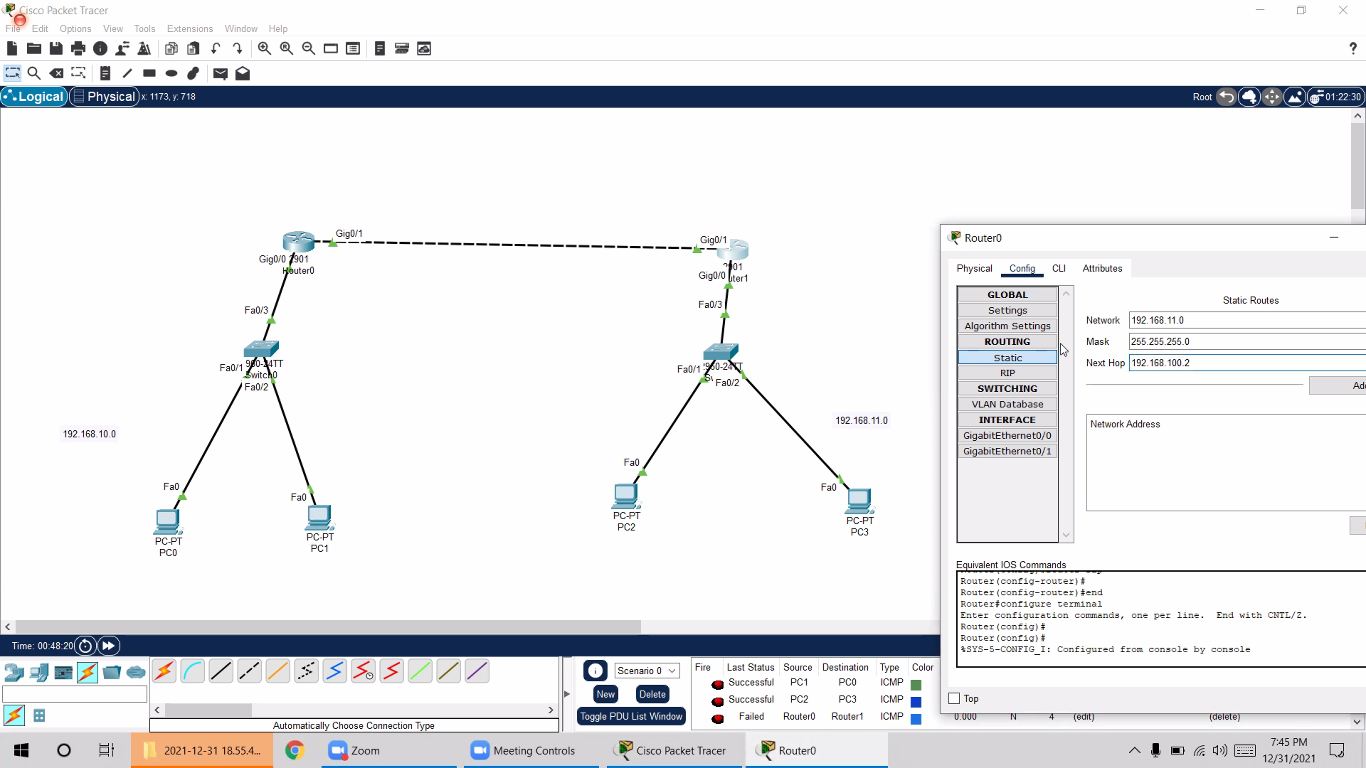 Cisco Packet Tracer
File Edit Options View Tools Extensions Window Help
Logical Physical x: 1173, y: 718 Root 01:22:30
Gig0/1
Gig0/0 2901
Router0
Gig0/1
2901
Gig0/0 uter1
Fa0/3
Fa0/3
Fa0/1
Switch0
Fa0/2
Fa0/1
Fa0/2
192.168.10.0
192.168.11.0
Fa0
PC-PT
PC0
Fa0
PC-PT
PC1
Fa0
PC-PT
PC2
Fa0
PC-PT
PC3
Router0
Physical Config CLI Attributes
GLOBAL
Settings
Algorithm Settings
ROUTING
Static
RIP
SWITCHING
VLAN Database
INTERFACE
GigabitEthernet0/0
GigabitEthernet0/1
Static Routes
Network 192.168.11.0
Mask 255.255.255.0
Next Hop 192.168.100.2
Network Address
Equivalent IOS Commands
Router(config-router)#
Router(config-router)#end
Router#configure terminal
Enter configuration commands, one per line. End with CNTL/Z.
Router(config)#
Router(config)#
%SYS-5-CONFIG_I: Configured from console by console
Top
Time: 00:48:20
Automatically Choose Connection Type
Scenario 0
New Delete
Toggle PDU List Window
Fire Last Status Source Destination Type Color
Successful PC1 PC0 ICMP
Successful PC2 PC3 ICMP
Failed Router0 Router1 ICMP 0.000 N 4 (edit) (delete)
2021-12-31 18.55.4... Zoom Meeting Controls Cisco Packet Tracer Router0
7:45 PM
12/31/2021